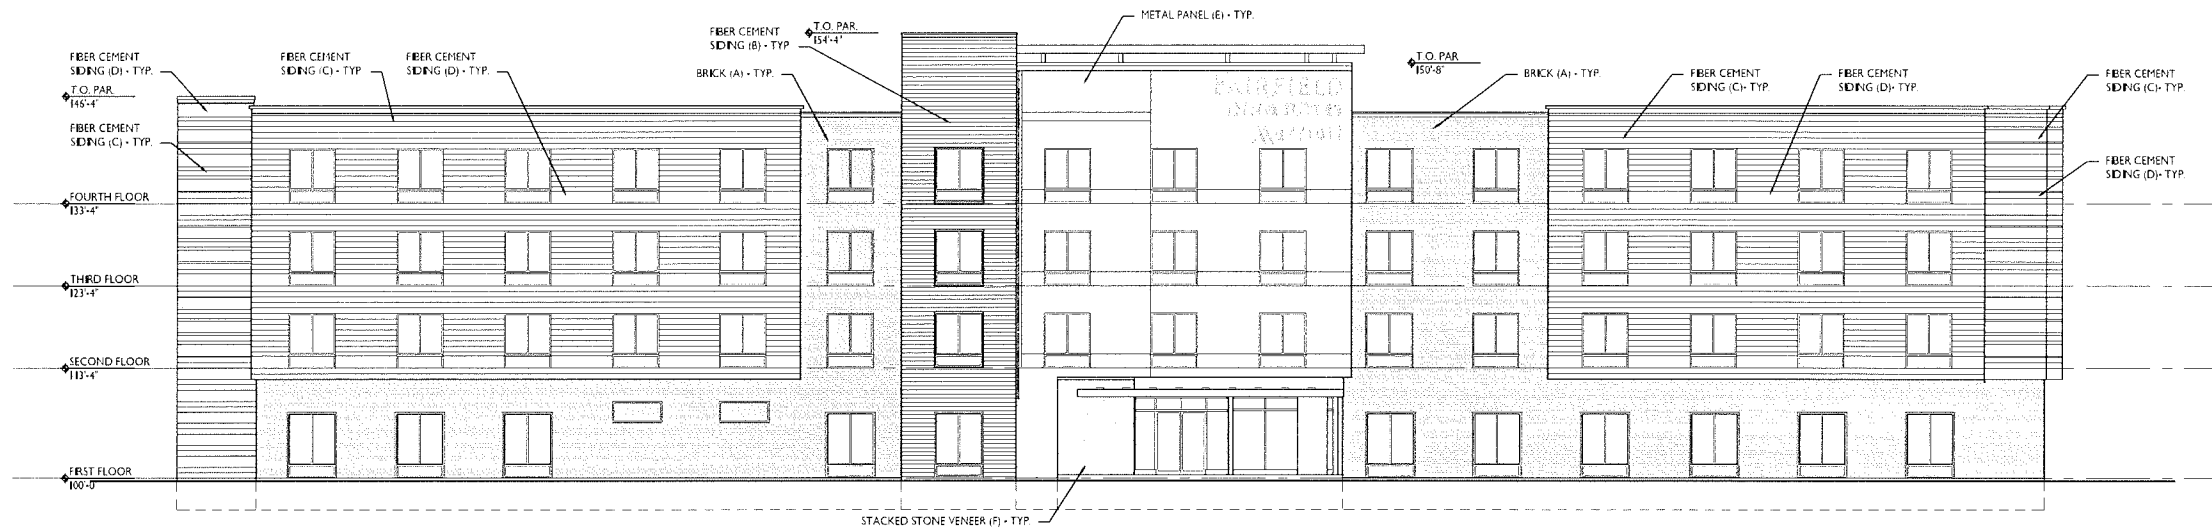 METAL PANEL (E) - TYP.
T.O. PAR.
154'-4"
FIBER CEMENT
SIDING (B) - TYP
BRICK (A) - TYP.
FIBER CEMENT
SIDING (D) - TYP.
FIBER CEMENT
SIDING (C) - TYP
FIBER CEMENT
SIDING (D) - TYP.
T.O. PAR.
146'-4"
FIBER CEMENT
SIDING (C) - TYP.
T.O. PAR
150'-8"
BRICK (A) - TYP.
FIBER CEMENT
SIDING (C)- TYP.
FIBER CEMENT
SIDING (D)- TYP.
FIBER CEMENT
SIDING (C)- TYP.
FIBER CEMENT
SIDING (D)- TYP.
FAIRFIELD
Marriott
FOURTH FLOOR
133'-4"
THIRD FLOOR
123'-4"
SECOND FLOOR
113'-4"
FIRST FLOOR
100'-0"
STACKED STONE VENEER (F) - TYP.